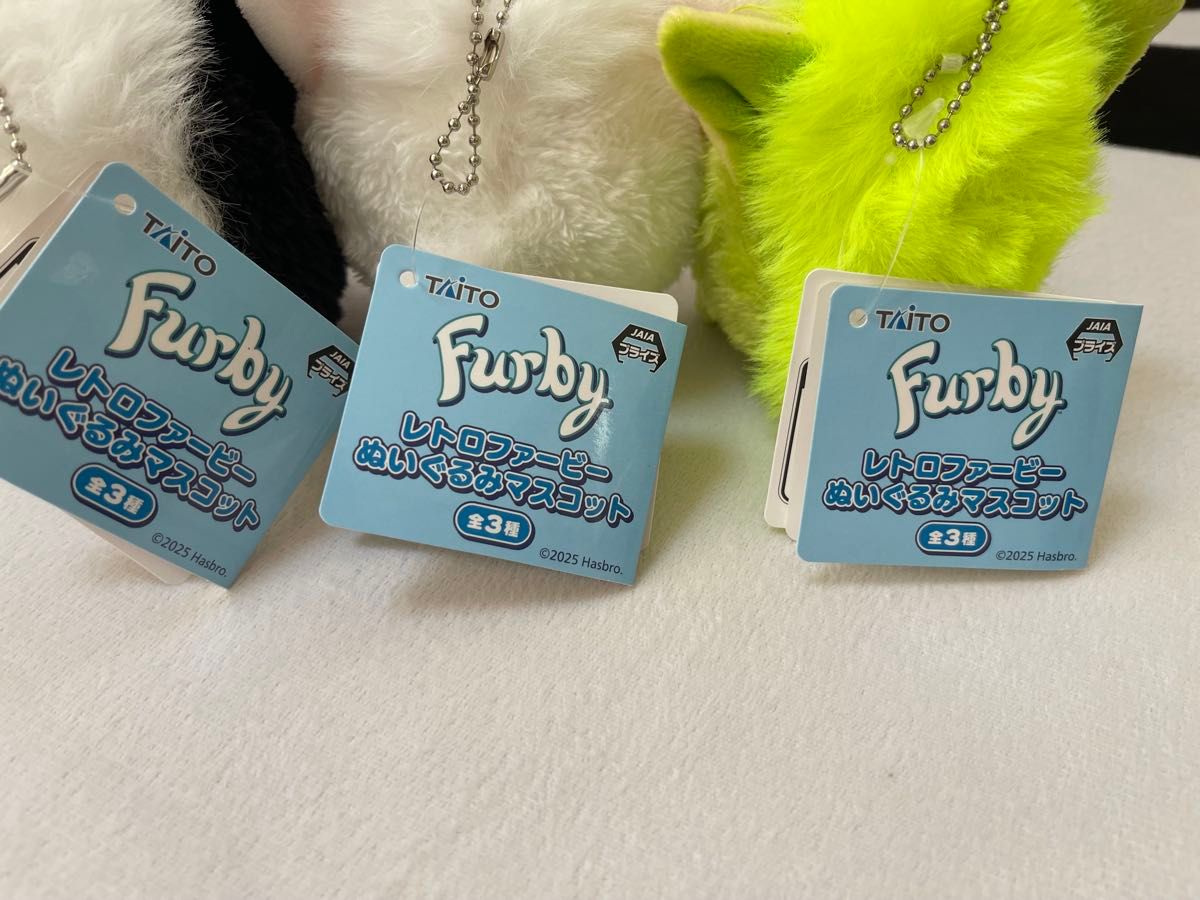 TAITO
Furby
JAIA
プライズ
レトロファービー
ぬいぐるみマスコット
全3種
©2025 Hasbro.
TAITO
Furby
JAIA
プライズ
レトロファービー
ぬいぐるみマスコット
全3種
©2025 Hasbro.
TAITO
Furby
JAIA
プライズ
レトロファービー
ぬいぐるみマスコット
全3種
©2025 Hasbro.